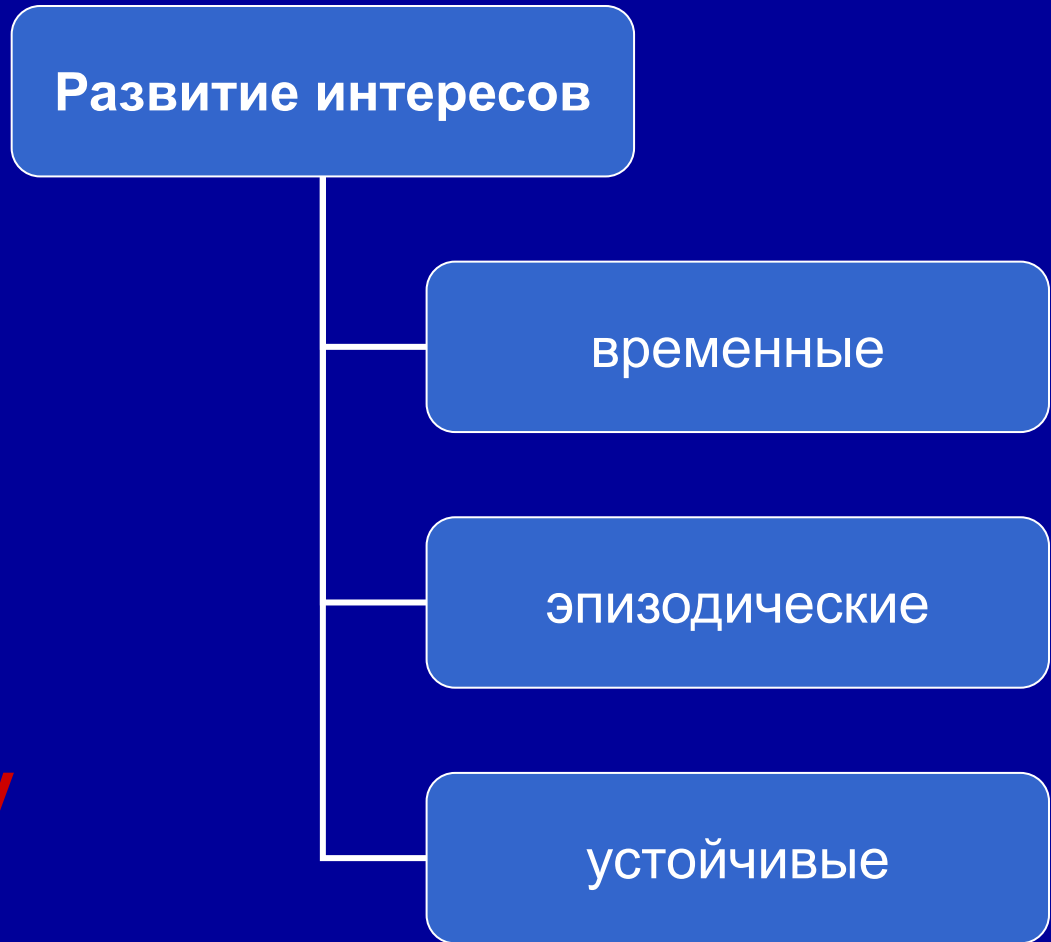 Развитие интересов
временные
эпизодические
устойчивые